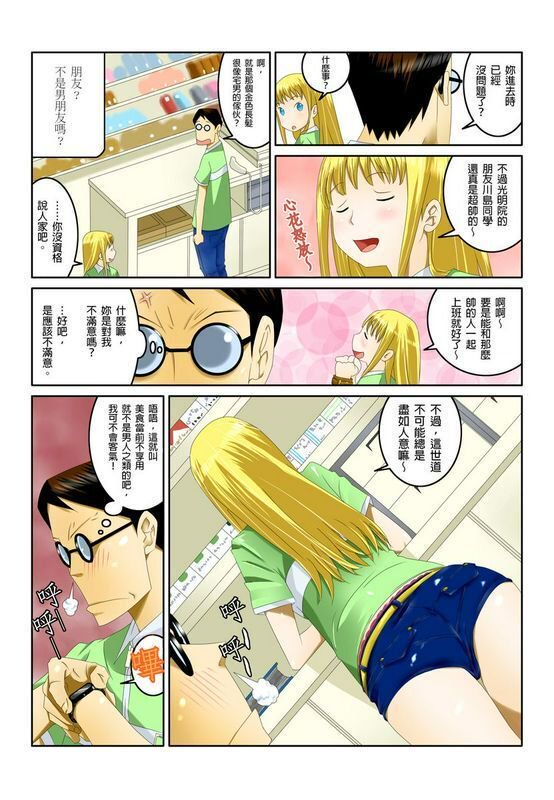 妳進去時
已經
沒問題了？
什麼事？
啊，
就是那個金色長髮
很像宅男的傢伙？
朋友？
不是男朋友嗎？
不過光明院的
朋友川島同學
還真是超帥的
心花怒放～
……你沒資格
說人家吧。
啊啊～
要是能和那麼
帥的人一起
上班就好了～
什麼嘛，
妳是對我
不滿意嗎？
…好吧，
是應該不滿意。
不過，這世道
不可能總是
盡如人意嘛～
唔唔，這就叫
美食當前不享用
就不是男人之類的吧，
我可不會客氣！
呼
呼
嗶
呼
呼